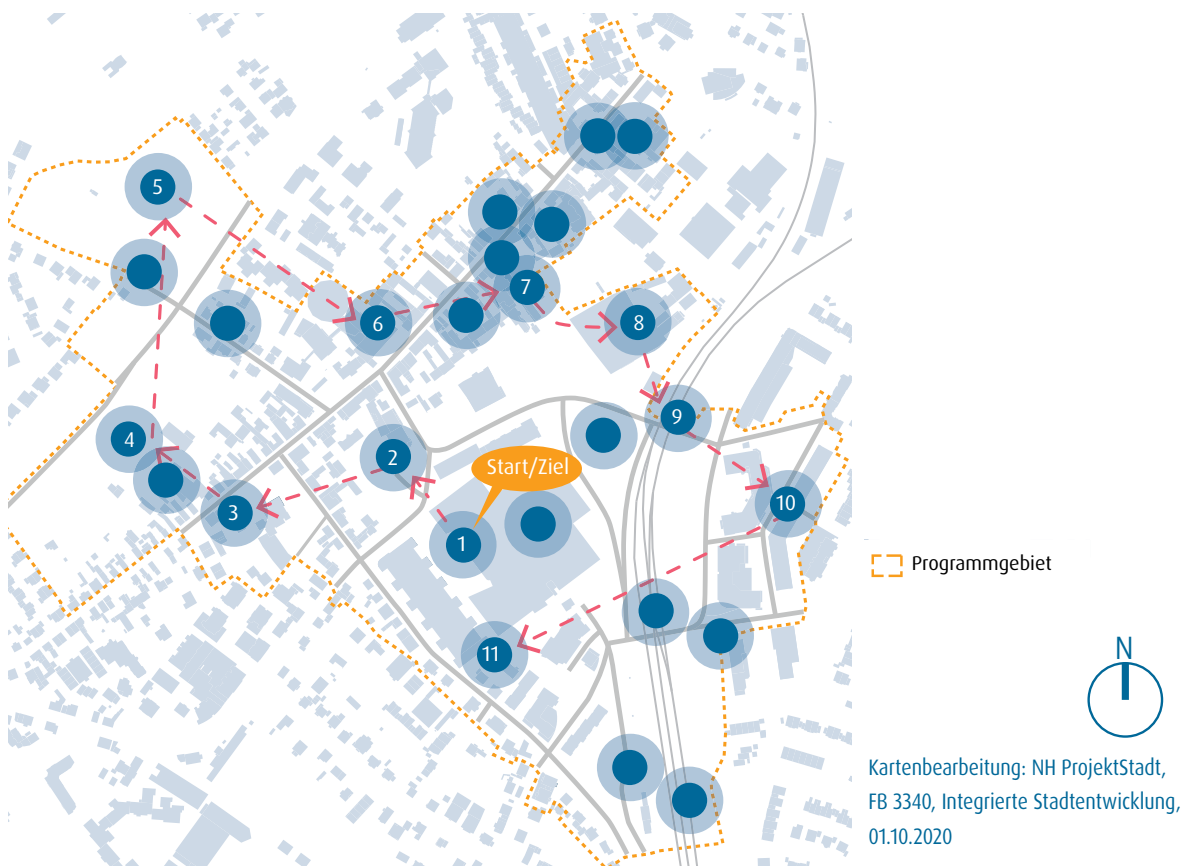 5
6
7
8
9
4
2
Start/Ziel
3
10
1
Programmgebiet
11
N
Kartenbearbeitung: NH ProjektStadt,
FB 3340, Integrierte Stadtentwicklung,
01.10.2020